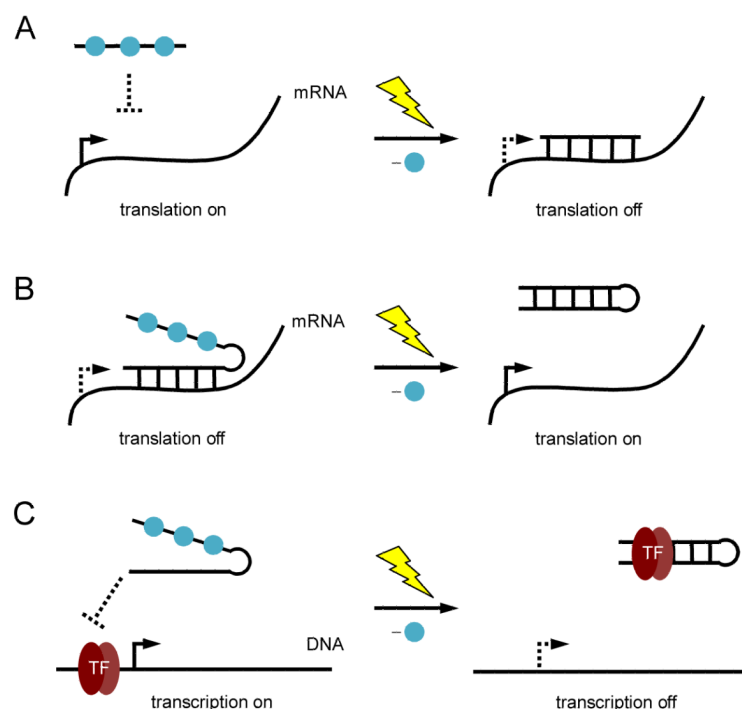 A
mRNA
–
translation on
translation off
B
mRNA
–
translation off
translation on
C
TF
TF
DNA
–
transcription on
transcription off